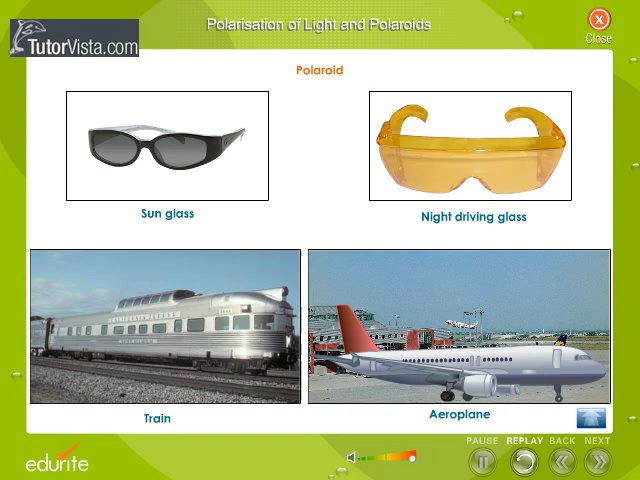 Polarisation of Light and Polaroids
Close
TutorVista.com
Polaroid
Sun glass
Night driving glass
Train
Aeroplane
PAUSE REPLAY BACK NEXT
edurite